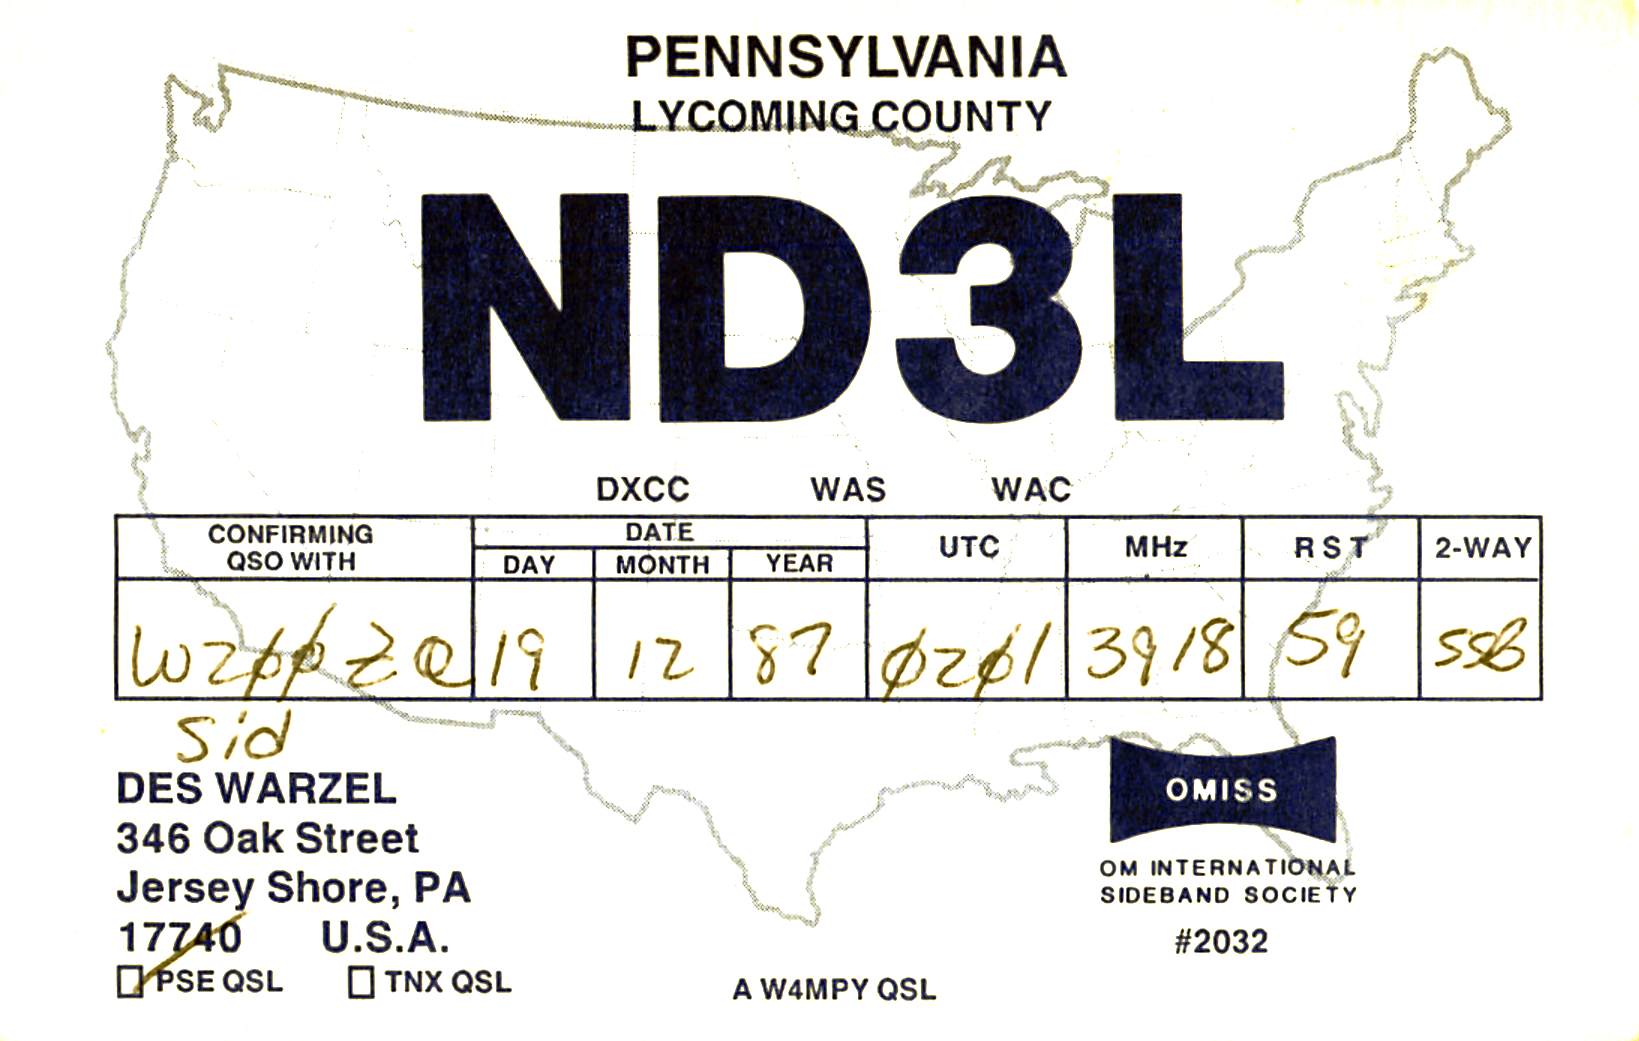 PENNSYLVANIA
LYCOMING COUNTY
ND3L
DXCC WAS WAC
CONFIRMING QSO WITH DATE DAY MONTH YEAR UTC MHz RST 2-WAY
W2ØØZQ 19 12 87 Ø2Ø1 3918 59 SSB
Sid
DES WARZEL
346 Oak Street
Jersey Shore, PA
17740 U.S.A.
PSE QSL TNX QSL
OMISS
OM INTERNATIONAL
SIDEBAND SOCIETY
#2032
A W4MPY QSL